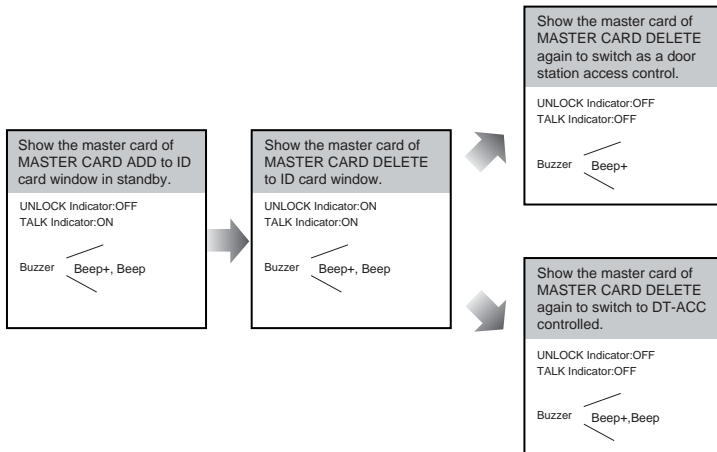 Show the master card of
MASTER CARD ADD to ID
card window in standby.
UNLOCK Indicator:OFF
TALK Indicator:ON
Buzzer
Beep+, Beep
Show the master card of
MASTER CARD DELETE
to ID card window.
UNLOCK Indicator:ON
TALK Indicator:ON
Buzzer
Beep+, Beep
Show the master card of
MASTER CARD DELETE
again to switch as a door
station access control.
UNLOCK Indicator:OFF
TALK Indicator:OFF
Buzzer
Beep+
Show the master card of
MASTER CARD DELETE
again to switch to DT-ACC
controlled.
UNLOCK Indicator:OFF
TALK Indicator:OFF
Buzzer
Beep+,Beep